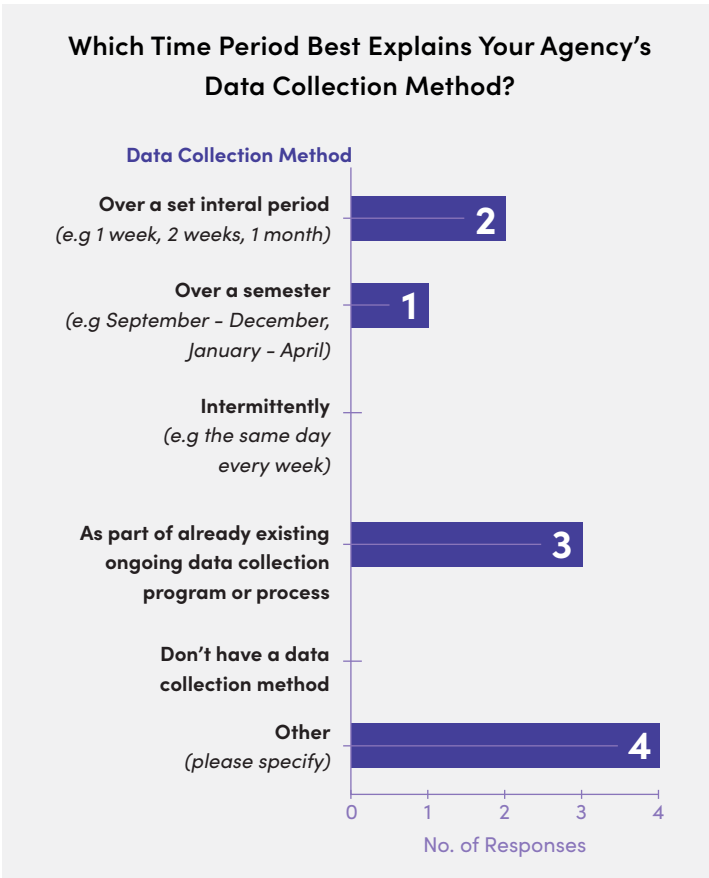 Which Time Period Best Explains Your Agency's
Data Collection Method?
Data Collection Method
Over a set interal period
(e.g 1 week, 2 weeks, 1 month)
2
Over a semester
(e.g September - December,
January - April)
1
Intermittently
(e.g the same day
every week)
As part of already existing
ongoing data collection
program or process
3
Don't have a data
collection method
Other
(please specify)
4
0 1 2 3 4
No. of Responses